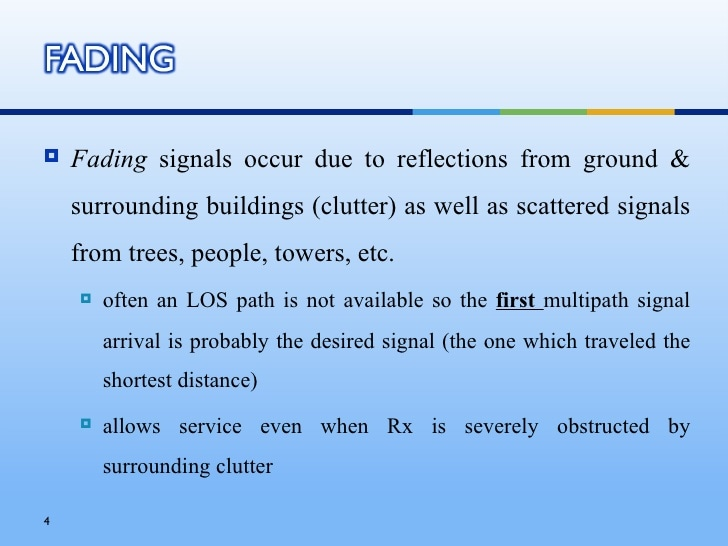 FADING
Fading signals occur due to reflections from ground &
surrounding buildings (clutter) as well as scattered signals
from trees, people, towers, etc.
often an LOS path is not available so the first multipath signal
arrival is probably the desired signal (the one which traveled the
shortest distance)
allows service even when Rx is severely obstructed by
surrounding clutter
4